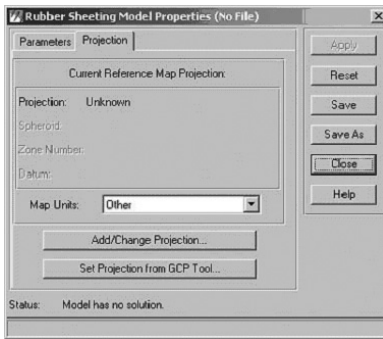 Rubber Sheeting Model Properties (No File)
Parameters Projection
Current Reference Map Projection:
Projection: Unknown
Spheroid:
Zone Number:
Datum:
Map Units: Other
Add/Change Projection...
Set Projection from GCP Tool...
Apply
Reset
Save
Save As
Close
Help
Status: Model has no solution.